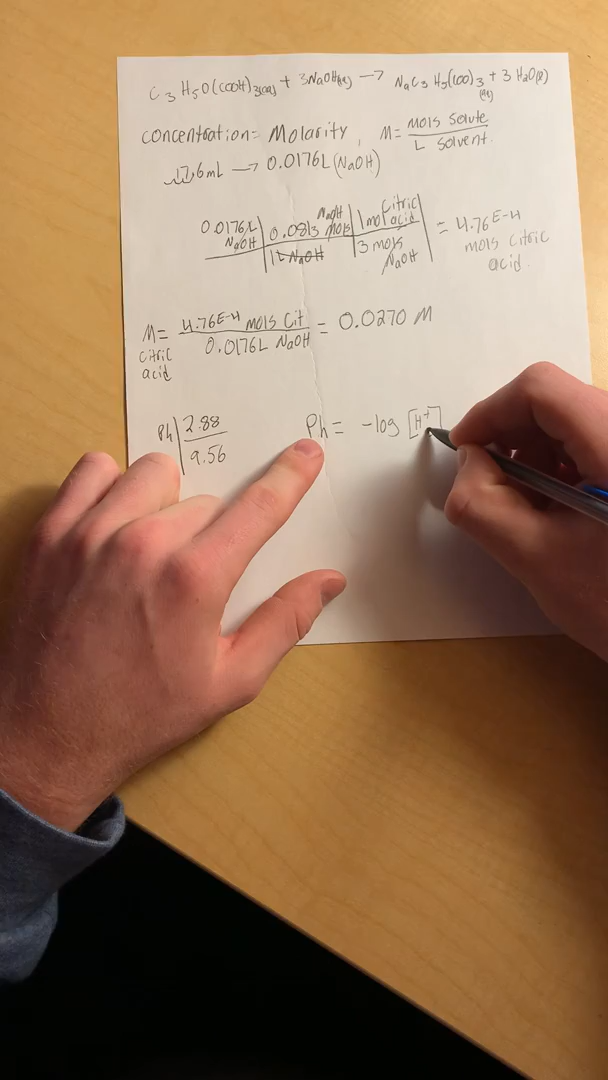 C3H5O(COOH)3(aq) + 3NaOH(aq) → NaC3H5(COO)3(aq) + 3H2O(l)
concentration= Molarity, M= mols solute / L solvent.
17.6mL → 0.0176L (NaOH)
0.0176L NaOH | 0.0813 mols NaOH / 1L NaOH | 1 mol citric acid / 3 mols NaOH | = 4.76E-4 mols citric acid.
M citric acid = 4.76E-4 mols Cit / 0.0176L NaOH = 0.0270 M
Ph | 2.88 / 9.56
Ph = -log [H+]